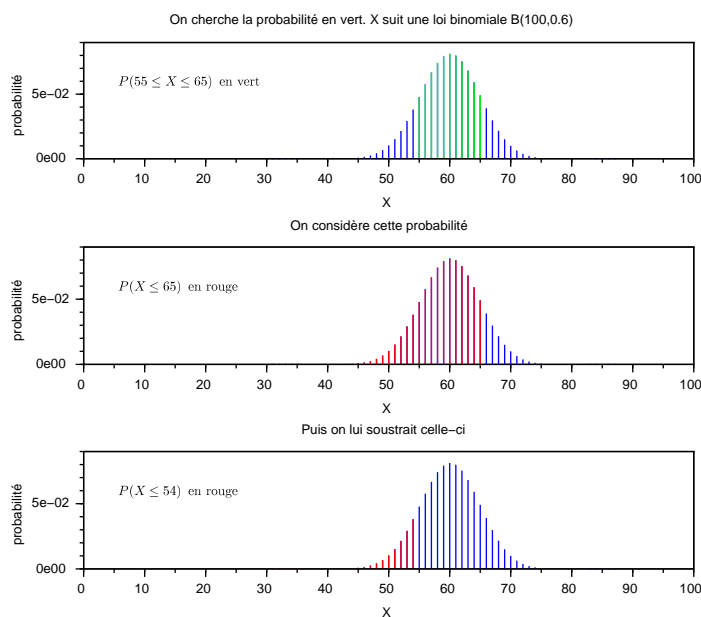 On cherche la probabilité en vert. X suit une loi binomiale B(100,0.6)
probabilité
5e−02
0e00
P(55 ≤ X ≤ 65) en vert
0 10 20 30 40 50 60 70 80 90 100
X
On considère cette probabilité
probabilité
5e−02
0e00
P(X ≤ 65) en rouge
0 10 20 30 40 50 60 70 80 90 100
X
Puis on lui soustrait celle−ci
probabilité
5e−02
0e00
P(X ≤ 54) en rouge
0 10 20 30 40 50 60 70 80 90 100
X